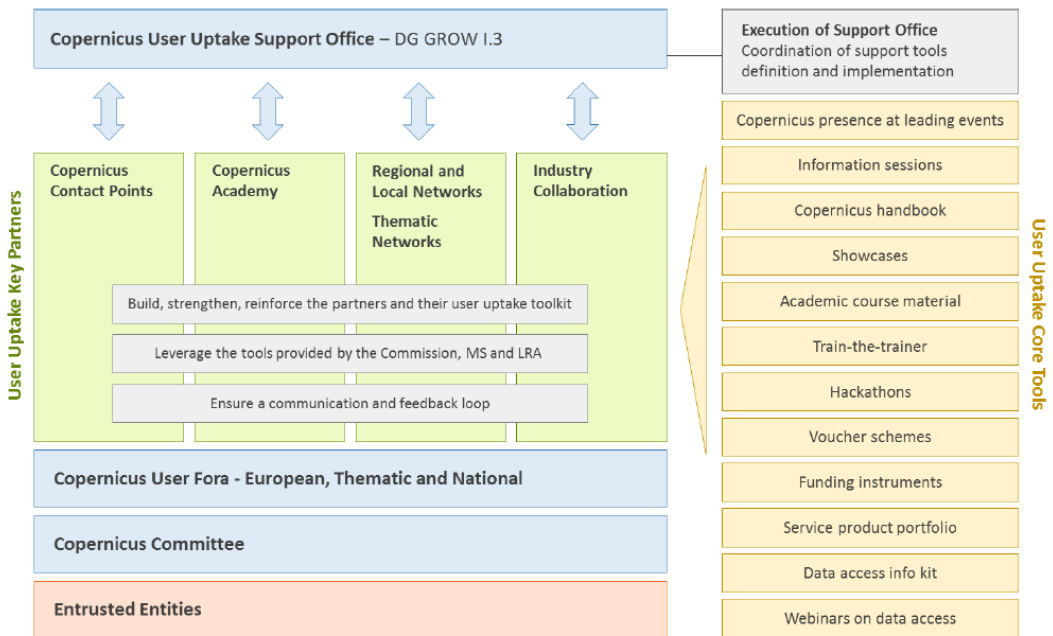 Copernicus User Uptake Support Office – DG GROW I.3
Execution of Support Office
Coordination of support tools
definition and implementation
User Uptake Key Partners
Copernicus
Contact Points
Copernicus
Academy
Regional and
Local Networks
Thematic
Networks
Industry
Collaboration
Build, strengthen, reinforce the partners and their user uptake toolkit
Leverage the tools provided by the Commission, MS and LRA
Ensure a communication and feedback loop
Copernicus User Fora - European, Thematic and National
Copernicus Committee
Entrusted Entities
Copernicus presence at leading events
Information sessions
Copernicus handbook
Showcases
Academic course material
Train-the-trainer
Hackathons
Voucher schemes
Funding instruments
Service product portfolio
Data access info kit
Webinars on data access
User Uptake Core Tools